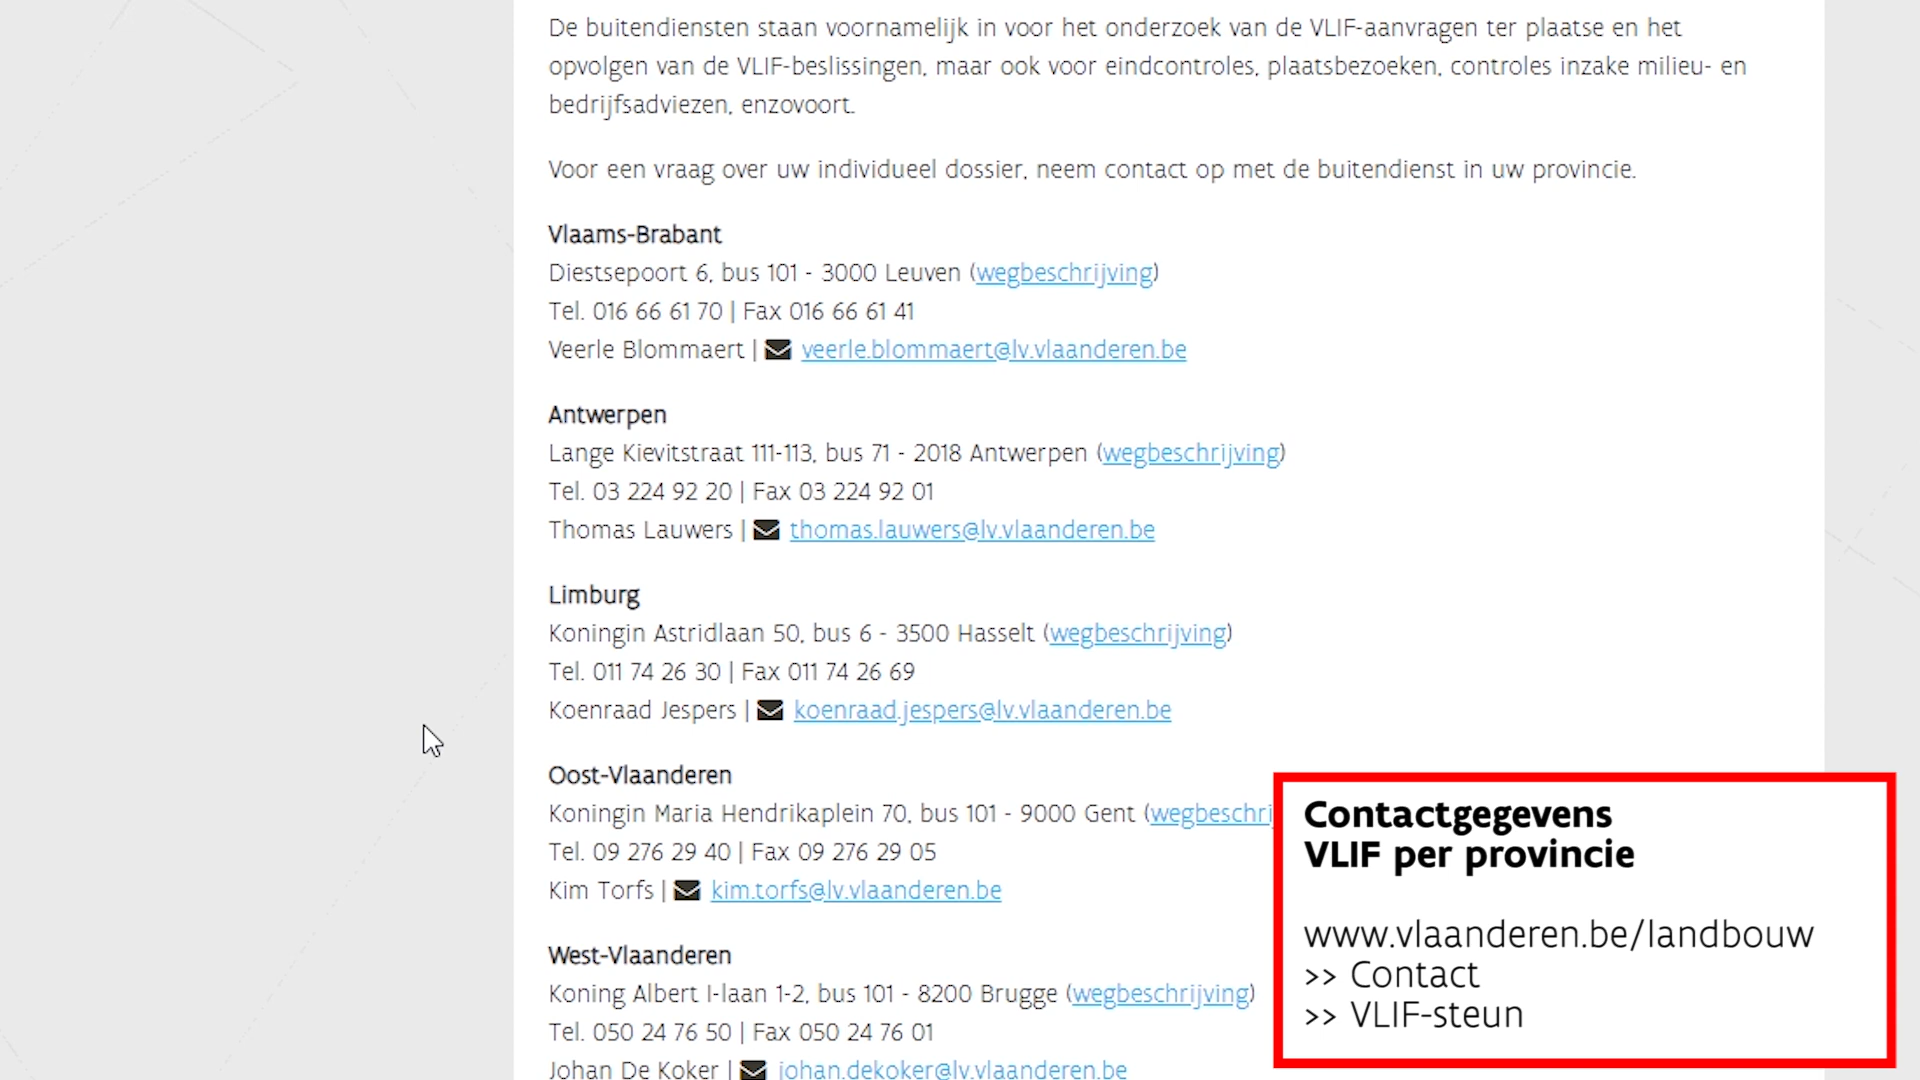 De buitendiensten staan voornamelijk in voor het onderzoek van de VLIF-aanvragen ter plaatse en het
opvolgen van de VLIF-beslissingen, maar ook voor eindcontroles, plaatsbezoeken, controles inzake milieu- en
bedrijfsadviezen, enzovoort.
Voor een vraag over uw individueel dossier, neem contact op met de buitendienst in uw provincie.
Vlaams-Brabant
Diestsepoort 6, bus 101 - 3000 Leuven (wegbeschrijving)
Tel. 016 66 61 70 | Fax 016 66 61 41
Veerle Blommaert | veerle.blommaert@lv.vlaanderen.be
Antwerpen
Lange Kievitstraat 111-113, bus 71 - 2018 Antwerpen (wegbeschrijving)
Tel. 03 224 92 20 | Fax 03 224 92 01
Thomas Lauwers | thomas.lauwers@lv.vlaanderen.be
Limburg
Koningin Astridlaan 50, bus 6 - 3500 Hasselt (wegbeschrijving)
Tel. 011 74 26 30 | Fax 011 74 26 69
Koenraad Jespers | koenraad.jespers@lv.vlaanderen.be
Oost-Vlaanderen
Koningin Maria Hendrikaplein 70, bus 101 - 9000 Gent (wegbeschri
Tel. 09 276 29 40 | Fax 09 276 29 05
Kim Torfs | kim.torfs@lv.vlaanderen.be
West-Vlaanderen
Koning Albert I-laan 1-2, bus 101 - 8200 Brugge (wegbeschrijving)
Tel. 050 24 76 50 | Fax 050 24 76 01
Johan De Koker | johan.dekoker@lv.vlaanderen.be
Contactgegevens
VLIF per provincie
www.vlaanderen.be/landbouw
>> Contact
>> VLIF-steun